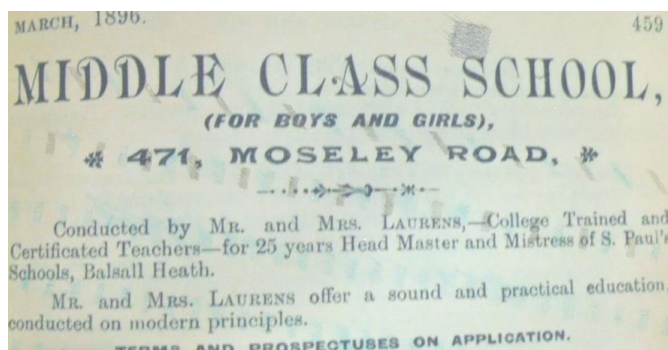 MARCH, 1896. 459
MIDDLE CLASS SCHOOL,
(FOR BOYS AND GIRLS),
471, MOSELEY ROAD,
Conducted by MR. and MRS. LAURENS,—College Trained and
Certificated Teachers—for 25 years Head Master and Mistress of S. Paul's
Schools, Balsall Heath.
MR. and MRS. LAURENS offer a sound and practical education,
conducted on modern principles.
TERMS AND PROSPECTUSES ON APPLICATION.